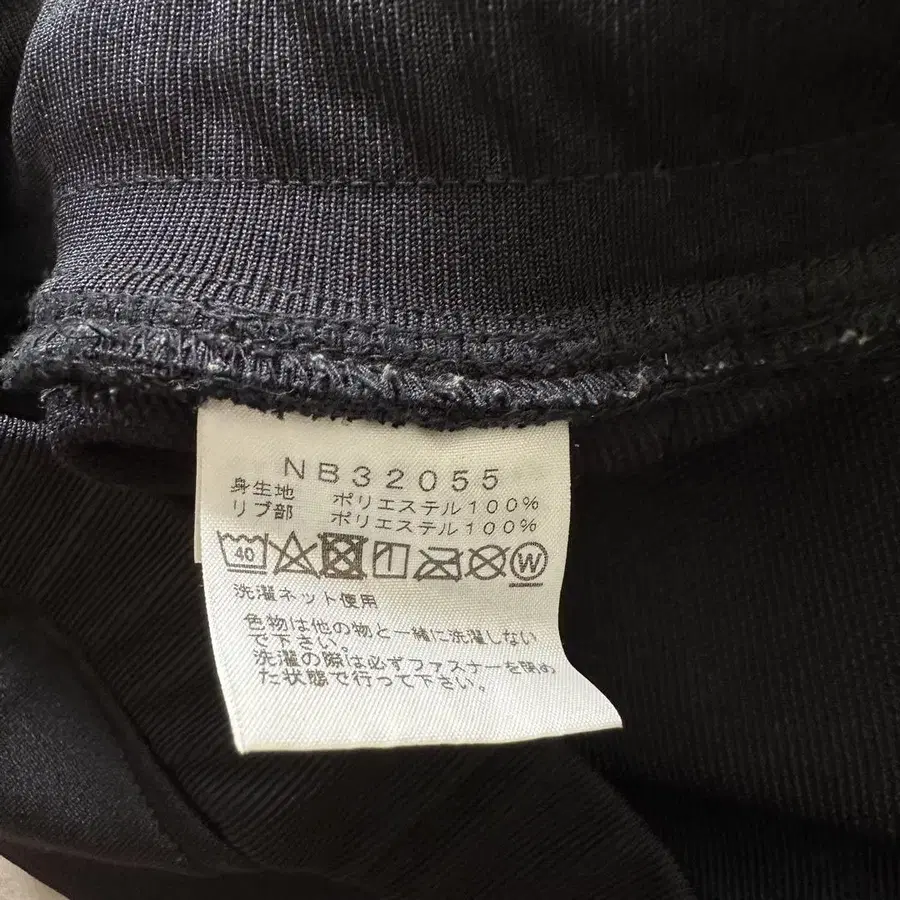 NB32055
身生地 ポリエステル100%
リブ部 ポリエステル100%
40 W
洗濯ネット使用
色物は他の物と一緒に洗濯しない
で下さい。
洗濯の際は必ずファスナーを閉め
た状態で行って下さい。